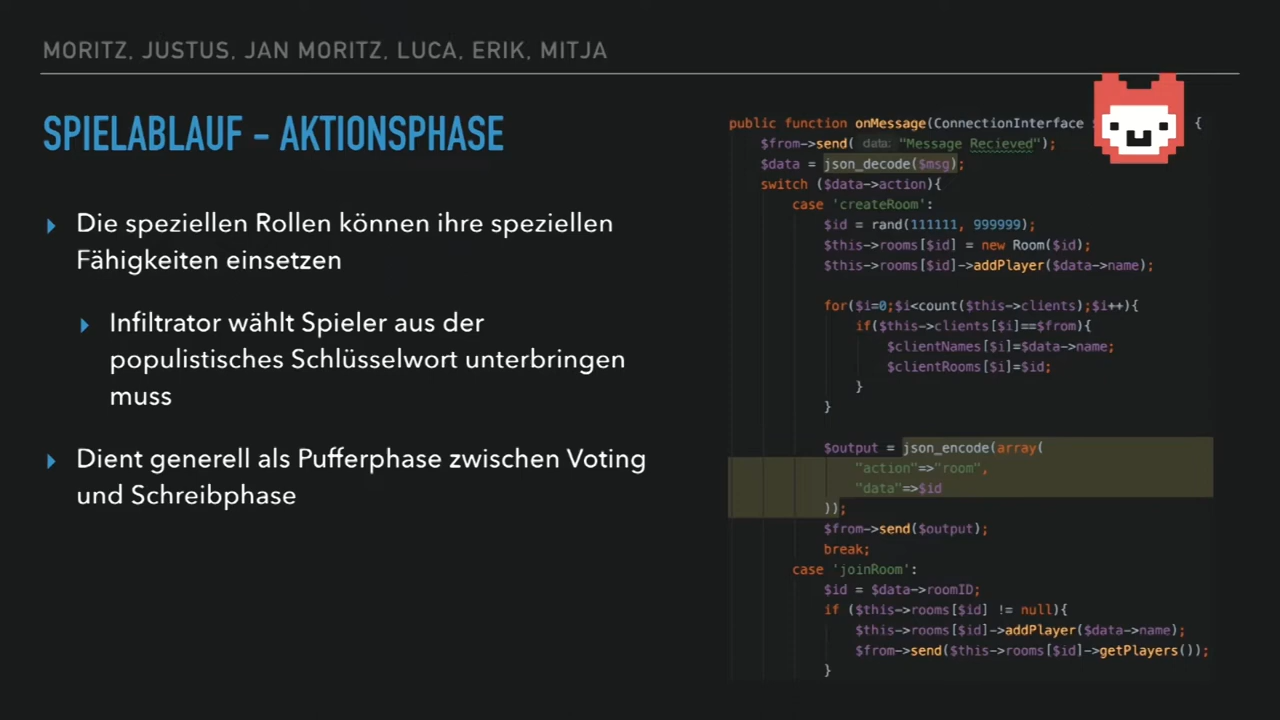 MORITZ, JUSTUS, JAN MORITZ, LUCA, ERIK, MITJA
SPIELABLAUF – AKTIONSPHASE
Die speziellen Rollen können ihre speziellen
Fähigkeiten einsetzen
Infiltrator wählt Spieler aus der
populistisches Schlüsselwort unterbringen
muss
Dient generell als Pufferphase zwischen Voting
und Schreibphase
public function onMessage(ConnectionInterface {
$from->send( data: "Message Recieved");
$data = json_decode($msg);
switch ($data->action){
case 'createRoom':
$id = rand(111111, 999999);
$this->rooms[$id] = new Room($id);
$this->rooms[$id]->addPlayer($data->name);
for($i=0;$i<count($this->clients);$i++){
if($this->clients[$i]==$from){
$clientNames[$i]=$data->name;
$clientRooms[$i]=$id;
}
}
$output = json_encode(array(
"action"=>"room",
"data"=>$id
));
$from->send($output);
break;
case 'joinRoom':
$id = $data->roomID;
if ($this->rooms[$id] != null){
$this->rooms[$id]->addPlayer($data->name);
$from->send($this->rooms[$id]->getPlayers());
}